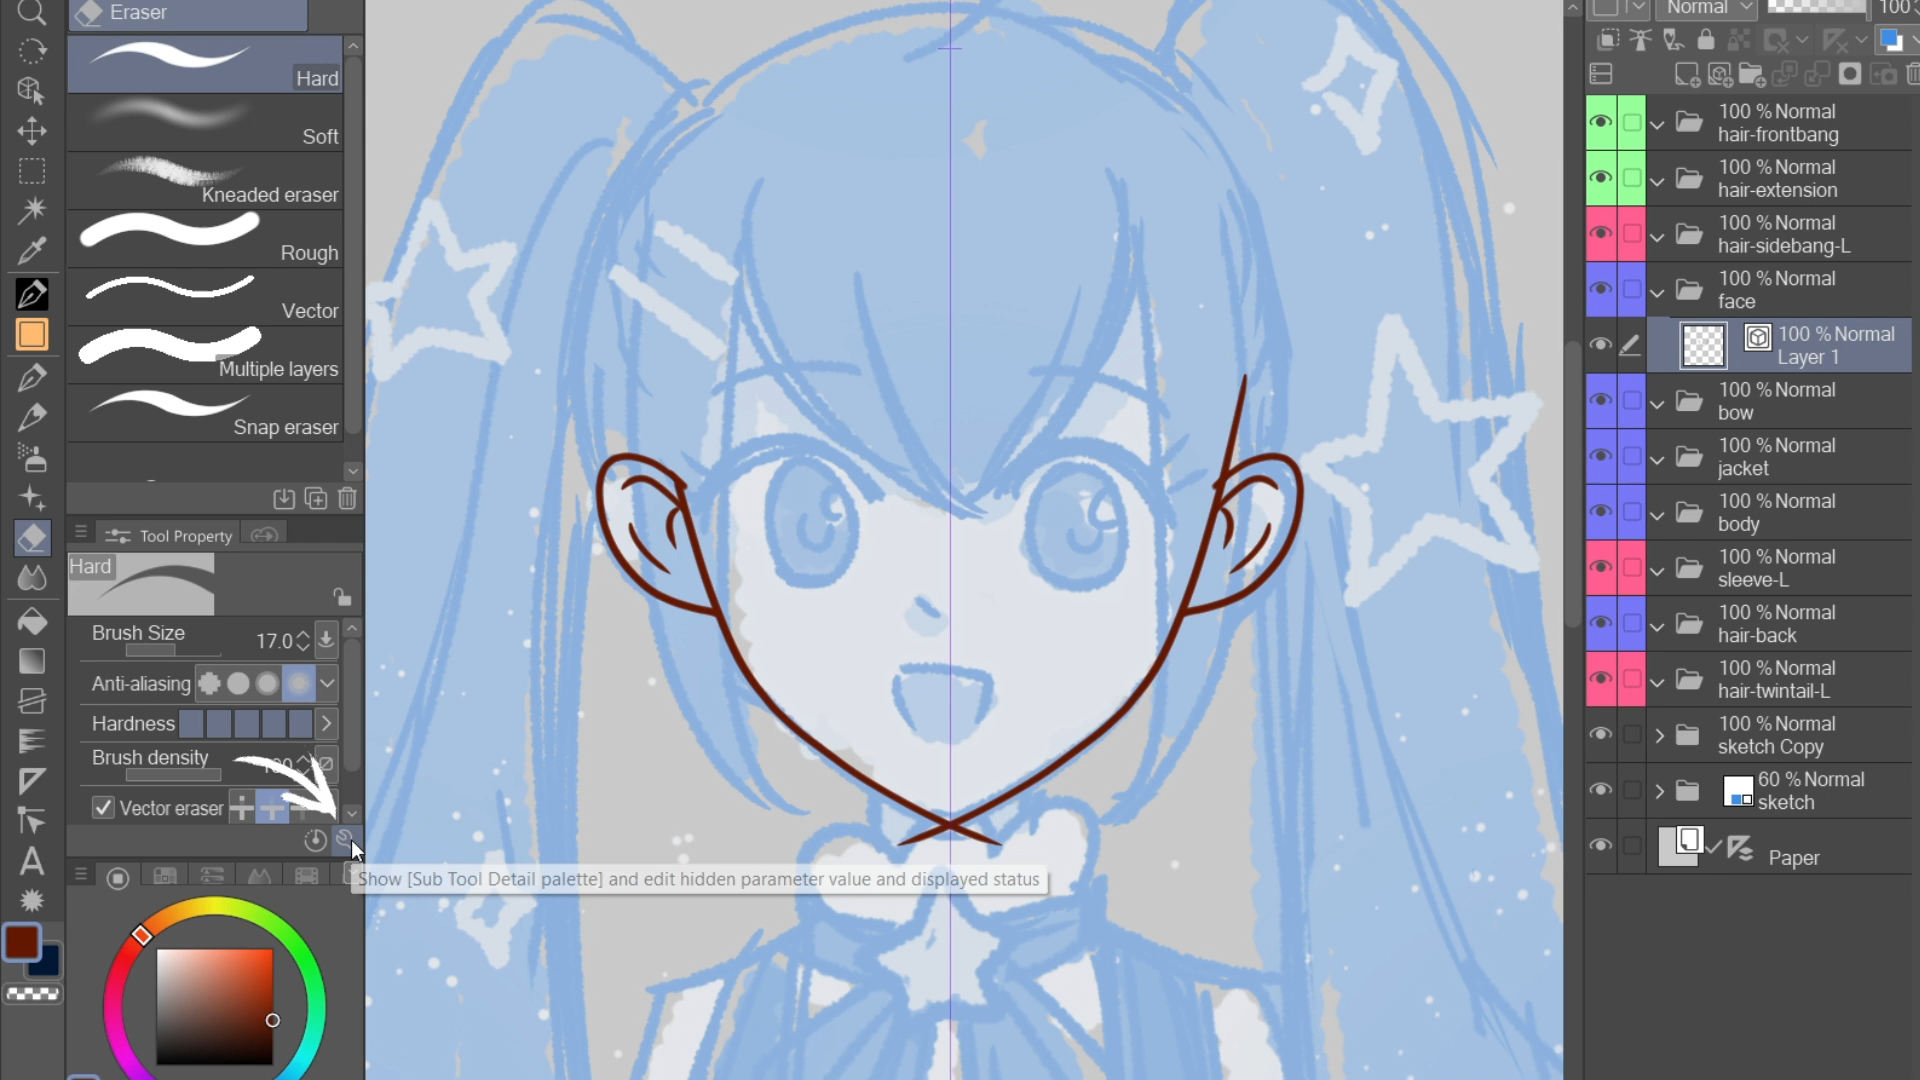 Eraser
Hard
Soft
Kneaded eraser
Rough
Vector
Multiple layers
Snap eraser
Tool Property
Hard
Brush Size
17.0
Anti-aliasing
Hardness
Brush density
Vector eraser
Show [Sub Tool Detail palette] and edit hidden parameter value and displayed status
Normal
100
100 % Normal
hair-frontbang
100 % Normal
hair-extension
100 % Normal
hair-sidebang-L
100 % Normal
face
100 % Normal
Layer 1
100 % Normal
bow
100 % Normal
jacket
100 % Normal
body
100 % Normal
sleeve-L
100 % Normal
hair-back
100 % Normal
hair-twintail-L
100 % Normal
sketch Copy
60 % Normal
sketch
Paper